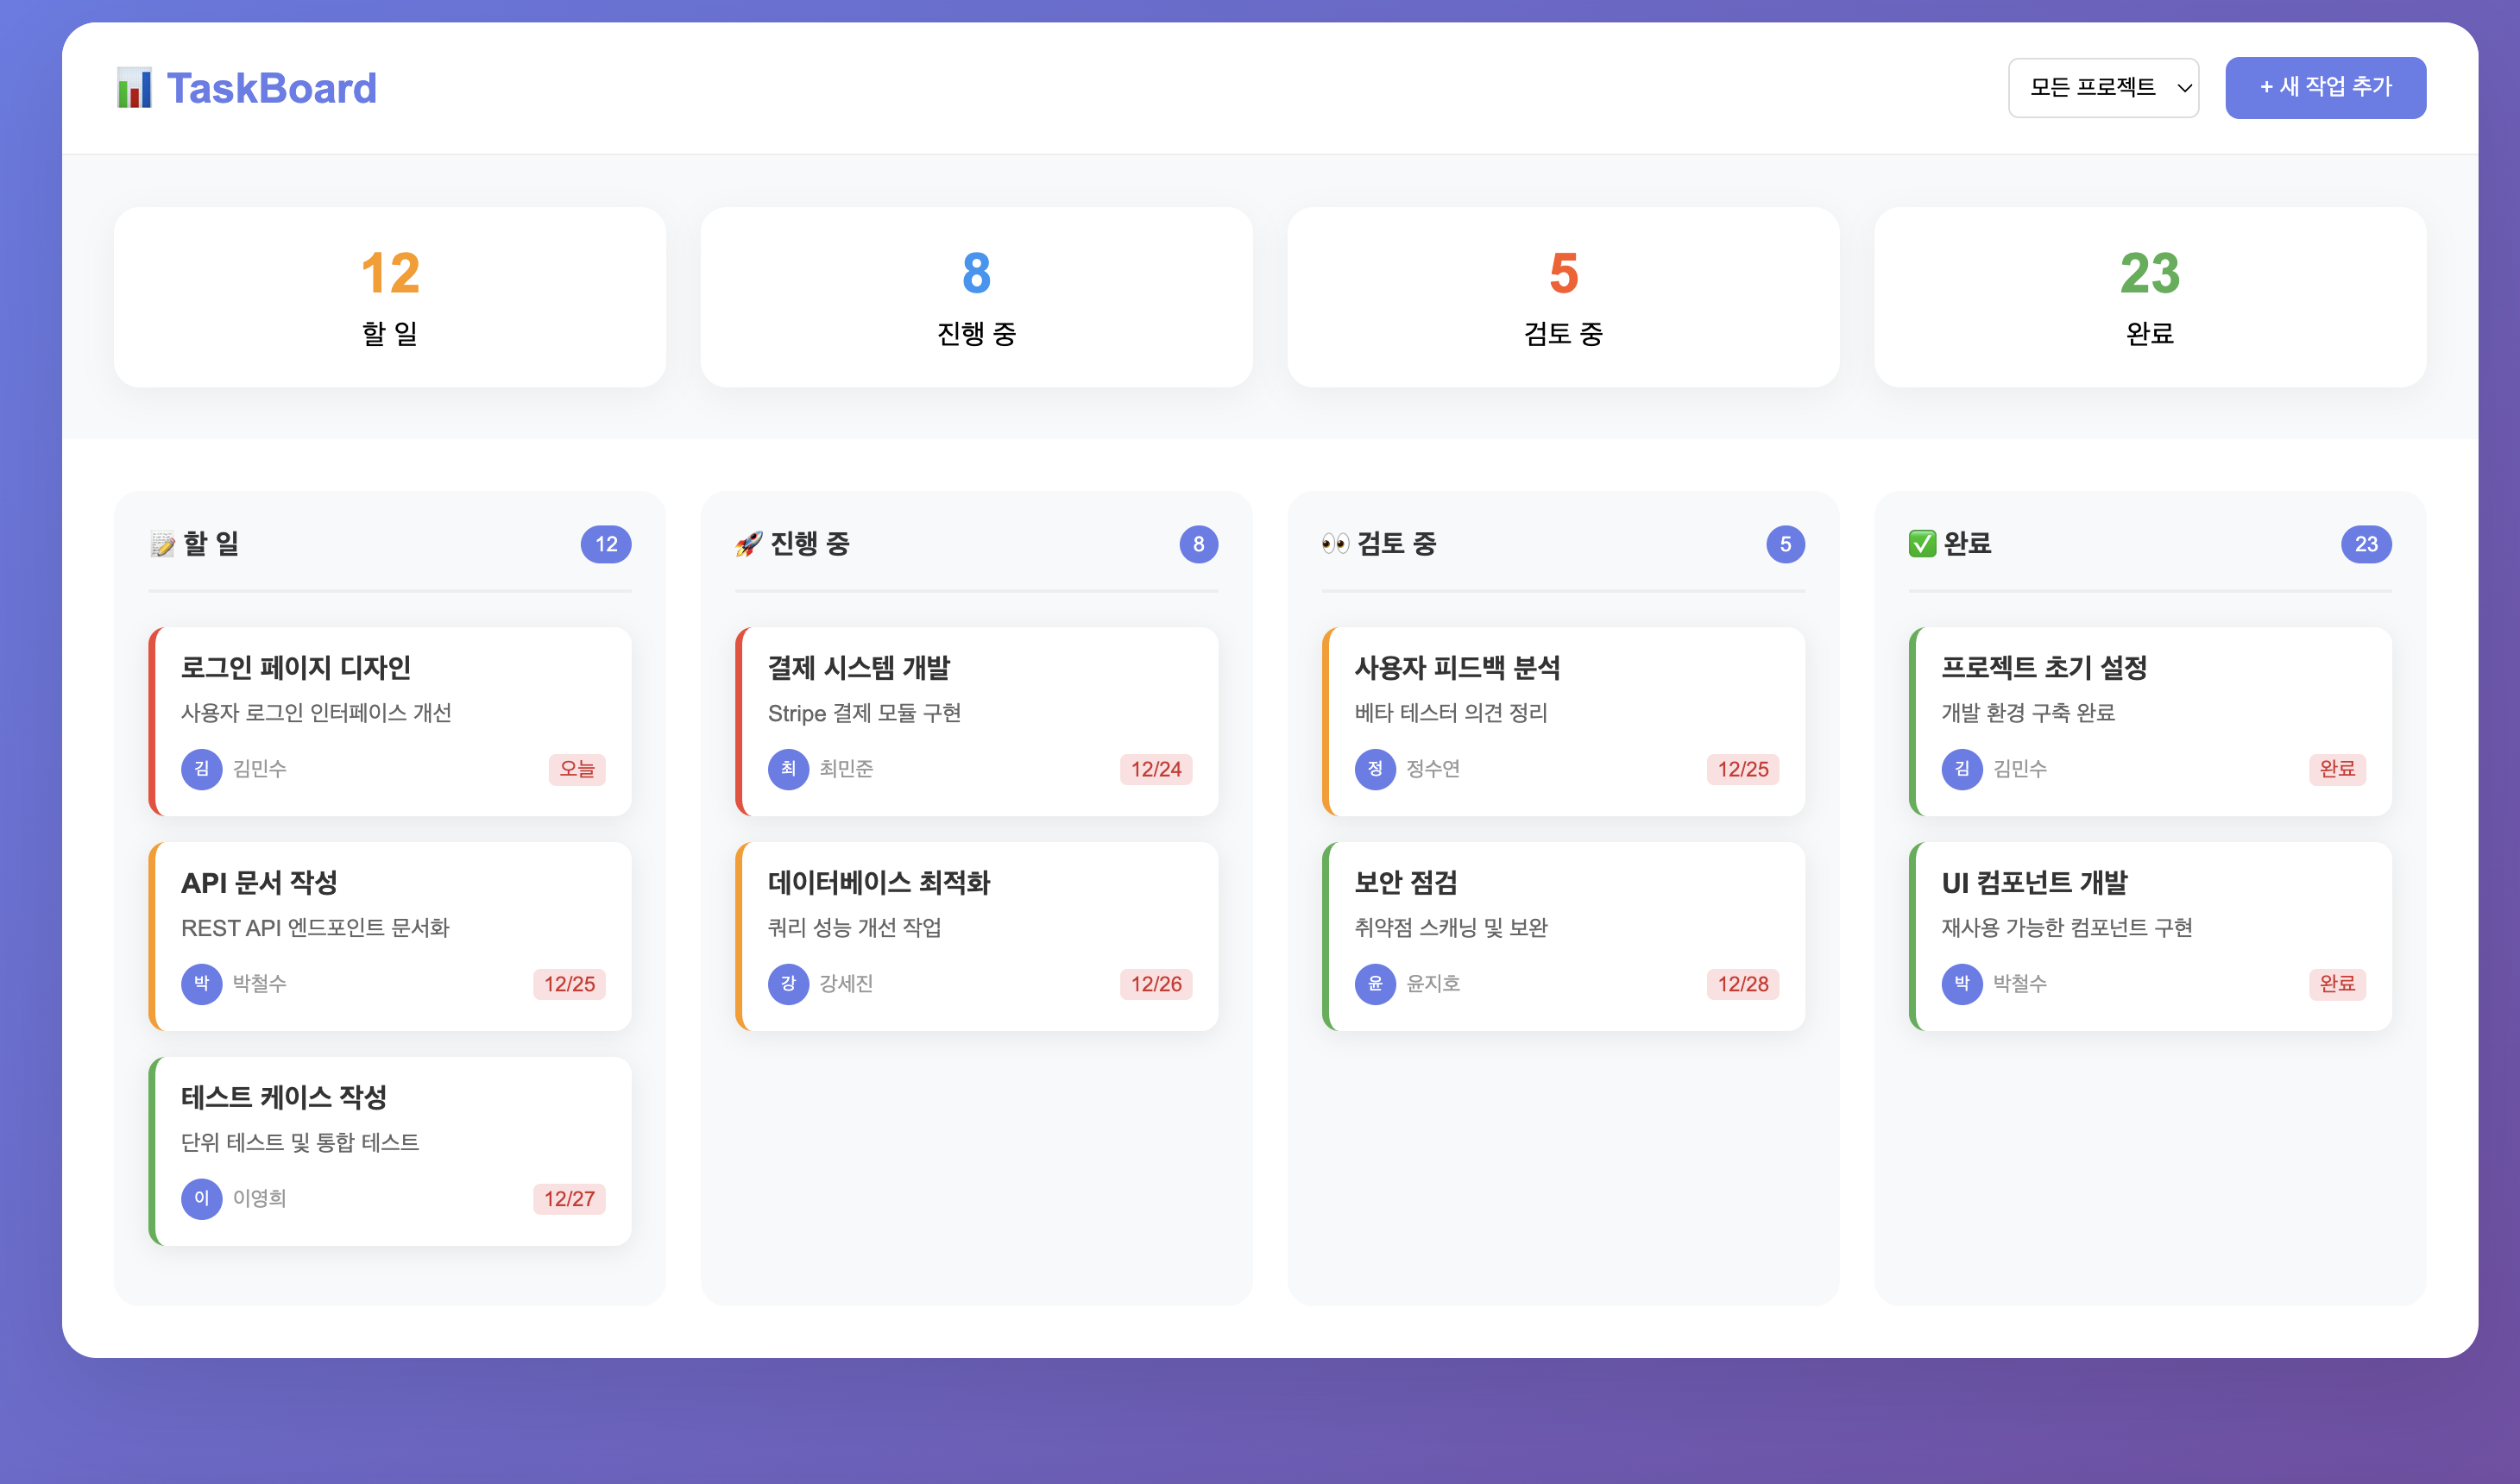 TaskBoard
모든 프로젝트
+ 새 작업 추가
12
할 일
8
진행 중
5
검토 중
23
완료
할 일
12
로그인 페이지 디자인
사용자 로그인 인터페이스 개선
김
김민수
오늘
API 문서 작성
REST API 엔드포인트 문서화
박
박철수
12/25
테스트 케이스 작성
단위 테스트 및 통합 테스트
이
이영희
12/27
진행 중
8
결제 시스템 개발
Stripe 결제 모듈 구현
최
최민준
12/24
데이터베이스 최적화
쿼리 성능 개선 작업
강
강세진
12/26
검토 중
5
사용자 피드백 분석
베타 테스터 의견 정리
정
정수연
12/25
보안 점검
취약점 스캐닝 및 보완
윤
윤지호
12/28
완료
23
프로젝트 초기 설정
개발 환경 구축 완료
김
김민수
완료
UI 컴포넌트 개발
재사용 가능한 컴포넌트 구현
박
박철수
완료